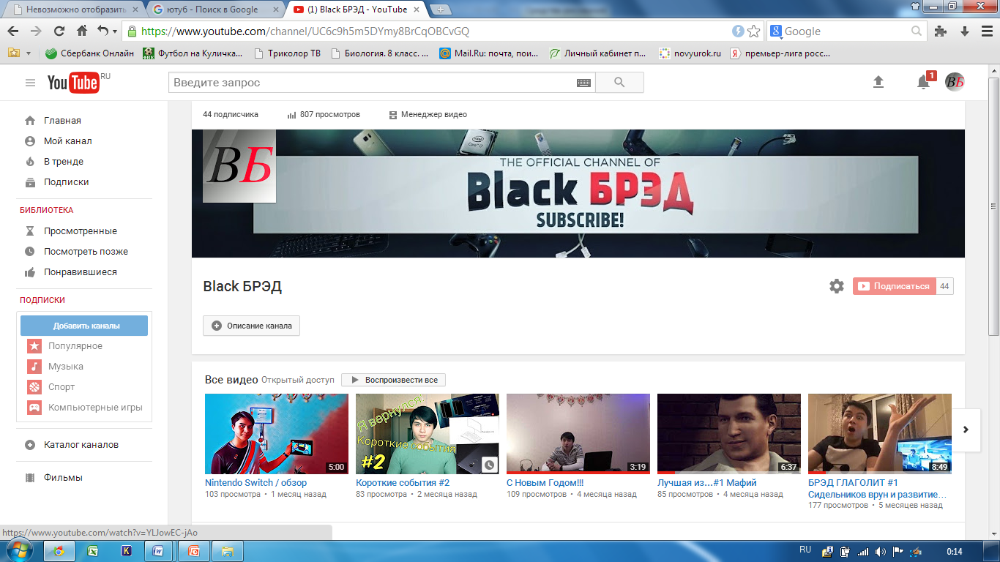 Невозможно отобразить
ютуб - Поиск в Google
(1) Black БРЭД - YouTube
https://www.youtube.com/channel/UC6c9h5m5DYmy8BrCqOBCvGQ
Google
Сбербанк Онлайн
Футбол на Куличка...
Триколор ТВ
Биология. 8 класс. ...
Mail.Ru: почта, пои...
Личный кабинет п...
novyurok.ru
премьер-лига росс...
YouTube RU
Введите запрос
1
ВБ
Главная
Мой канал
В тренде
Подписки
БИБЛИОТЕКА
Просмотренные
Посмотреть позже
Понравившиеся
ПОДПИСКИ
Добавить каналы
Популярное
Музыка
Спорт
Компьютерные игры
Каталог каналов
Фильмы
44 подписчика
807 просмотров
Менеджер видео
ВБ
THE OFFICIAL CHANNEL OF
Black БРЭД
SUBSCRIBE!
Black БРЭД
Подписаться 44
Описание канала
Все видео Открытый доступ
Воспроизвести все
5:00
Nintendo Switch / обзор
103 просмотра • 1 месяц назад
Я вернулся!
Короткие события
#2
Короткие события #2
83 просмотра • 2 месяца назад
3:19
С Новым Годом!!!
109 просмотров • 4 месяца назад
6:37
Лучшая из...#1 Мафий
85 просмотров • 4 месяца назад
8:49
БРЭД ГЛАГОЛИТ #1
Сидельников врун и развитие...
177 просмотров • 5 месяцев назад
https://www.youtube.com/watch?v=YLJowEC-jAo
RU
0:14